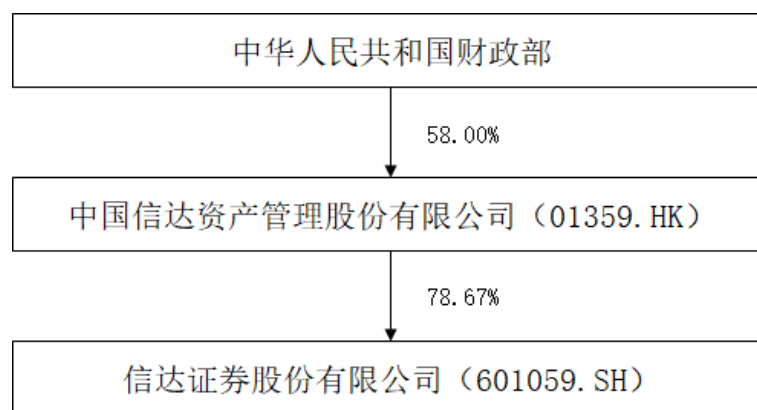 中华人民共和国财政部
58.00%
中国信达资产管理股份有限公司（01359.HK）
78.67%
信达证券股份有限公司（601059.SH）